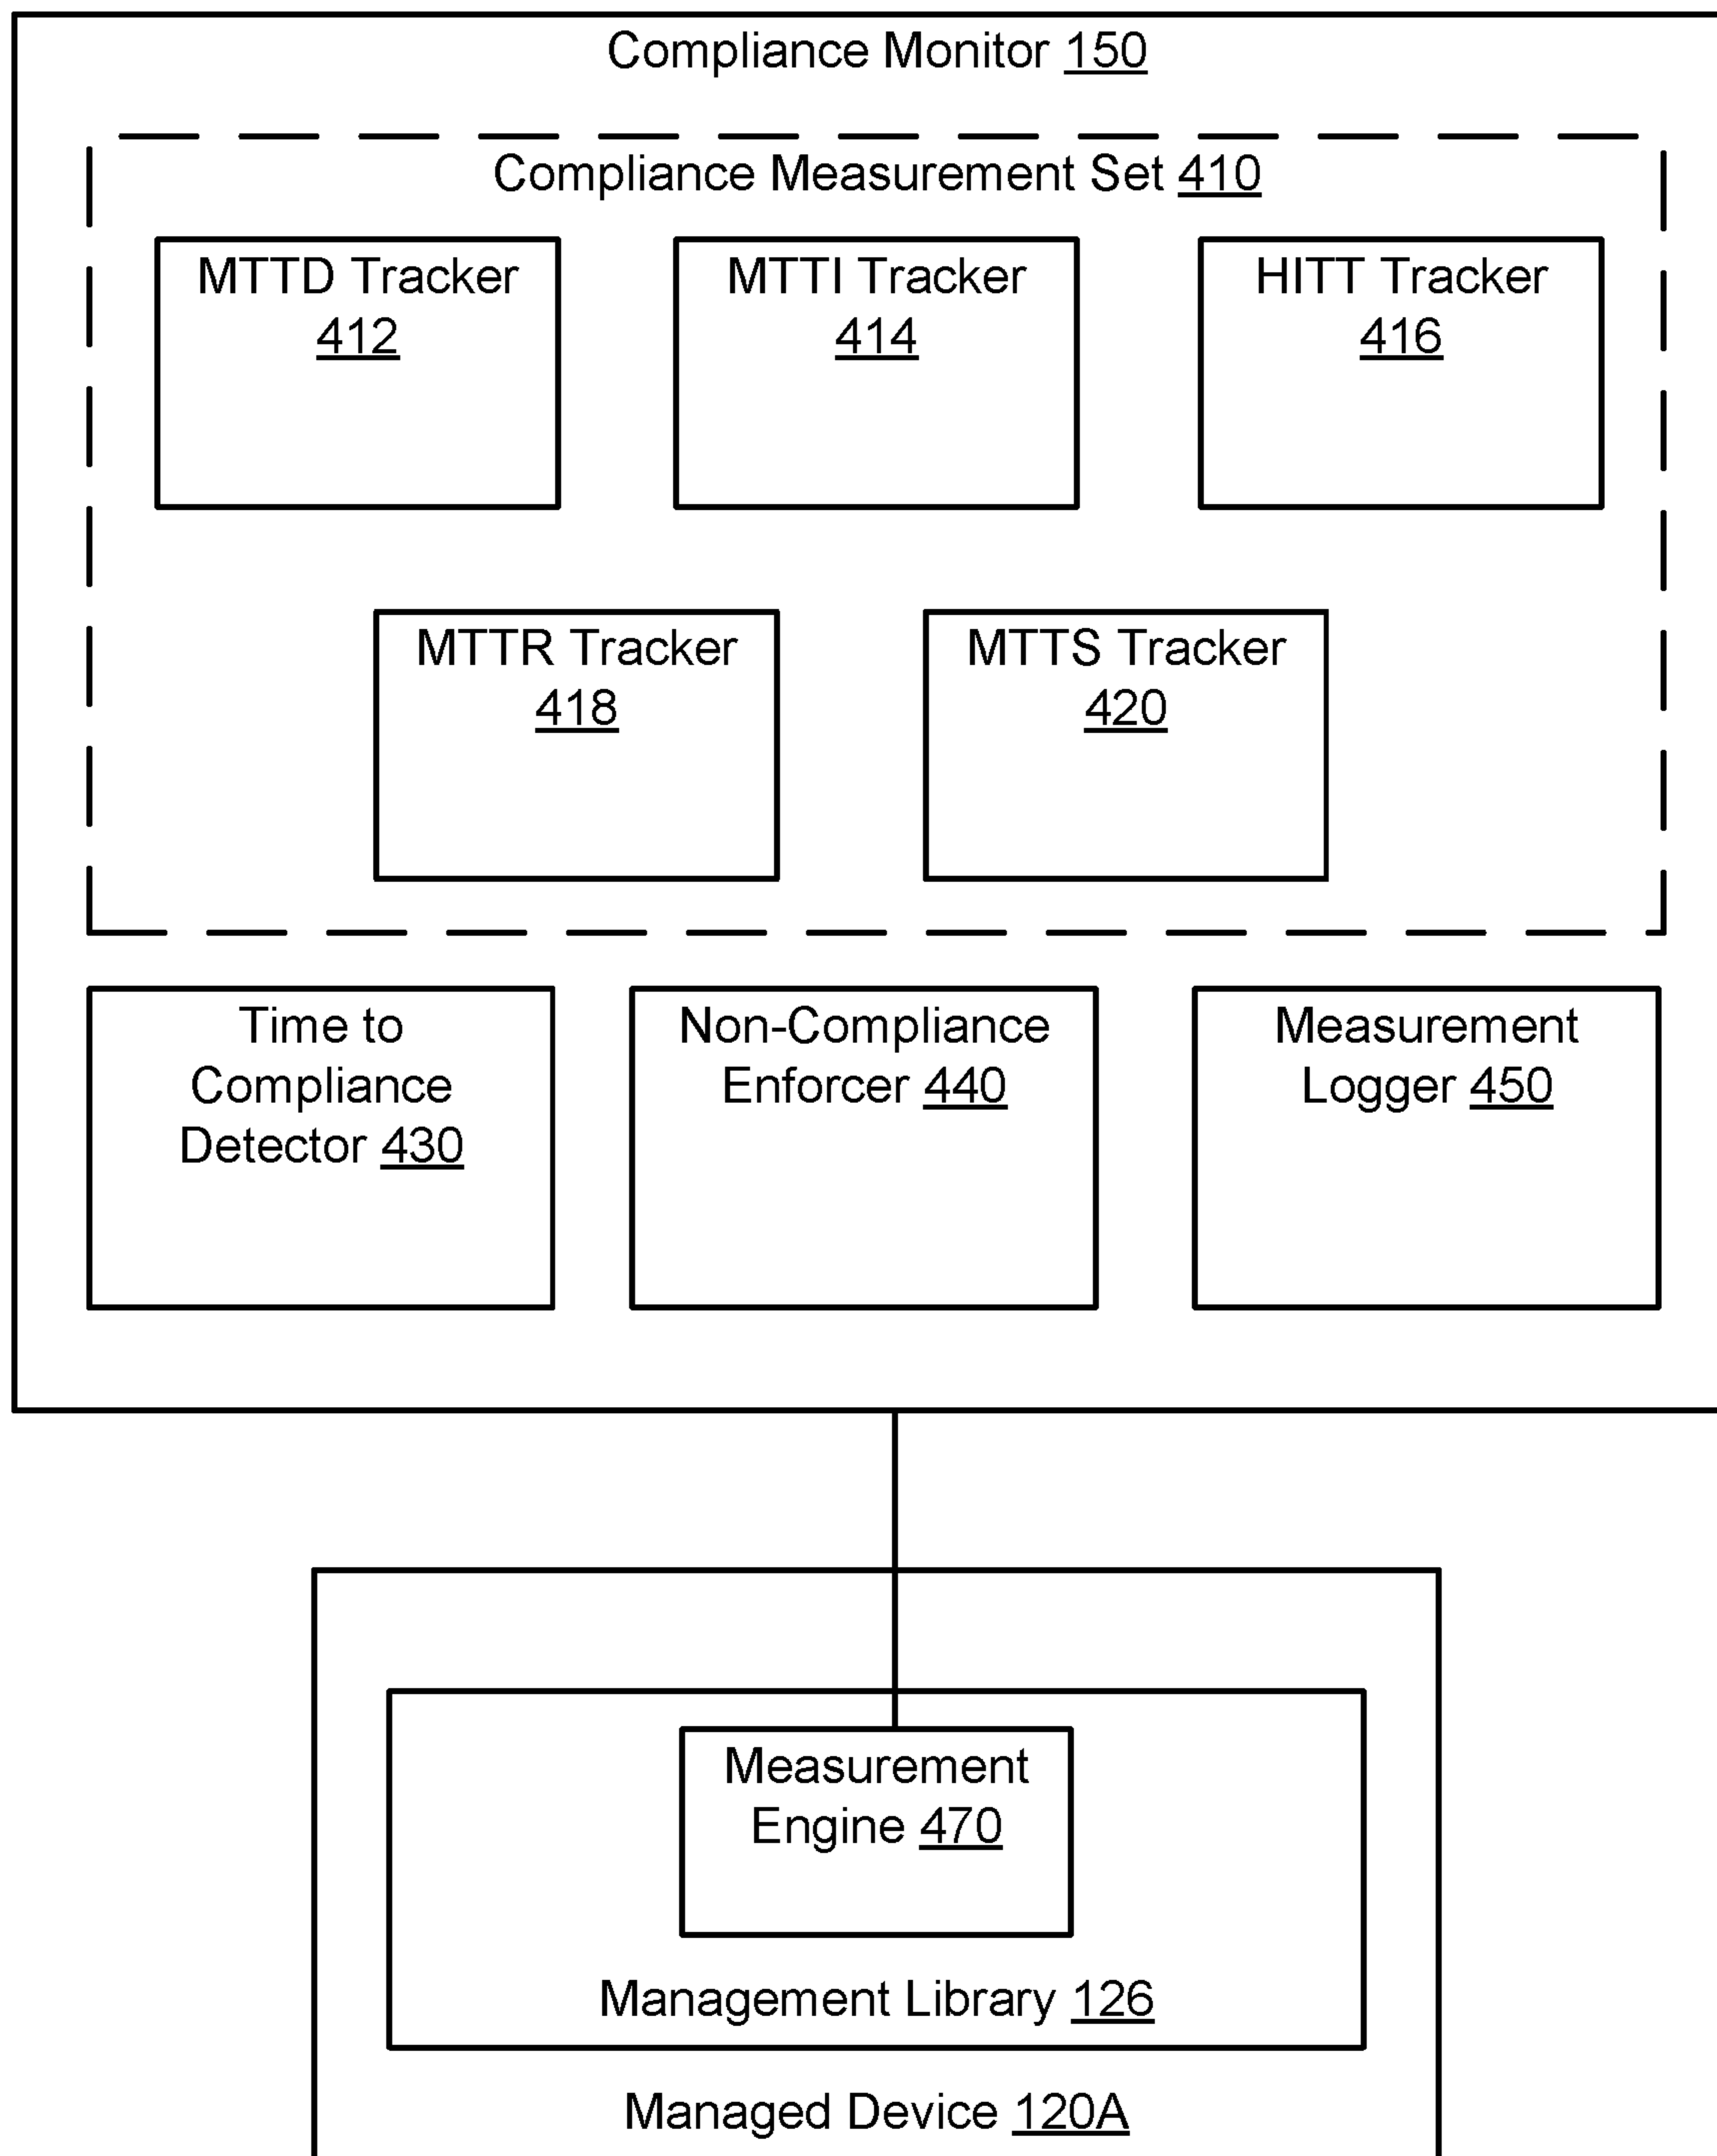 Compliance Monitor 150
Compliance Measurement Set 410
MTTD Tracker
412
MTTI Tracker
414
HITT Tracker
416
MTTR Tracker
418
MTTS Tracker
420
Time to
Compliance
Detector 430
Non-Compliance
Enforcer 440
Measurement
Logger 450
Measurement
Engine 470
Management Library 126
Managed Device 120A